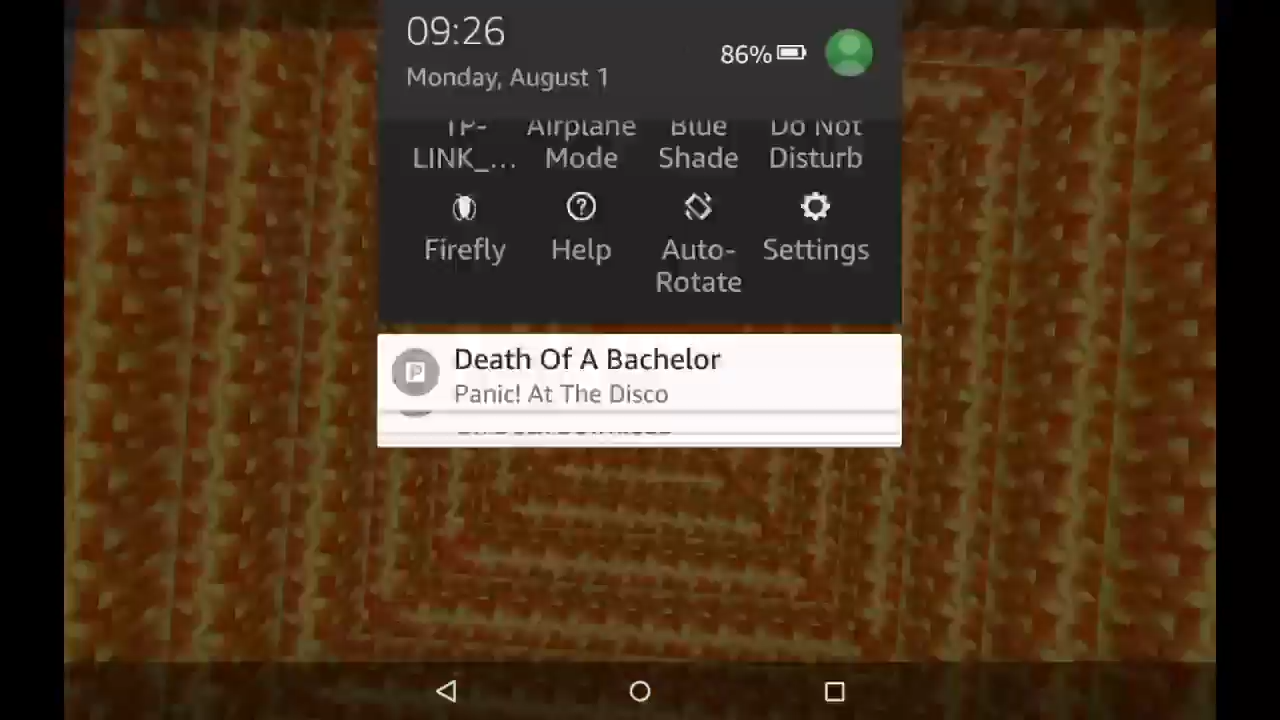 09:26
86%
Monday, August 1
TP-LINK_...
Airplane Mode
Blue Shade
Do Not Disturb
Firefly
Help
Auto-Rotate
Settings
Death Of A Bachelor
Panic! At The Disco